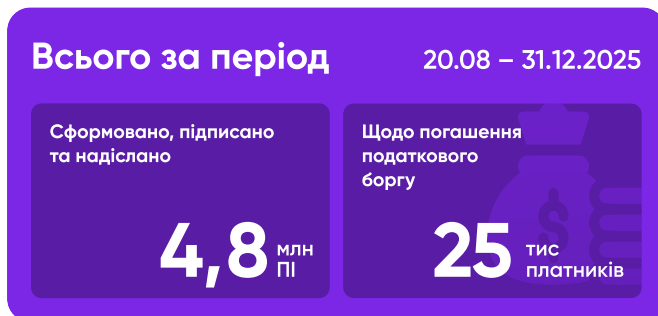 Всього за період
20.08 – 31.12.2025
Сформовано, підписано
та надіслано
4,8 млн
ПІ
Щодо погашення
податкового
боргу
25 тис
платників